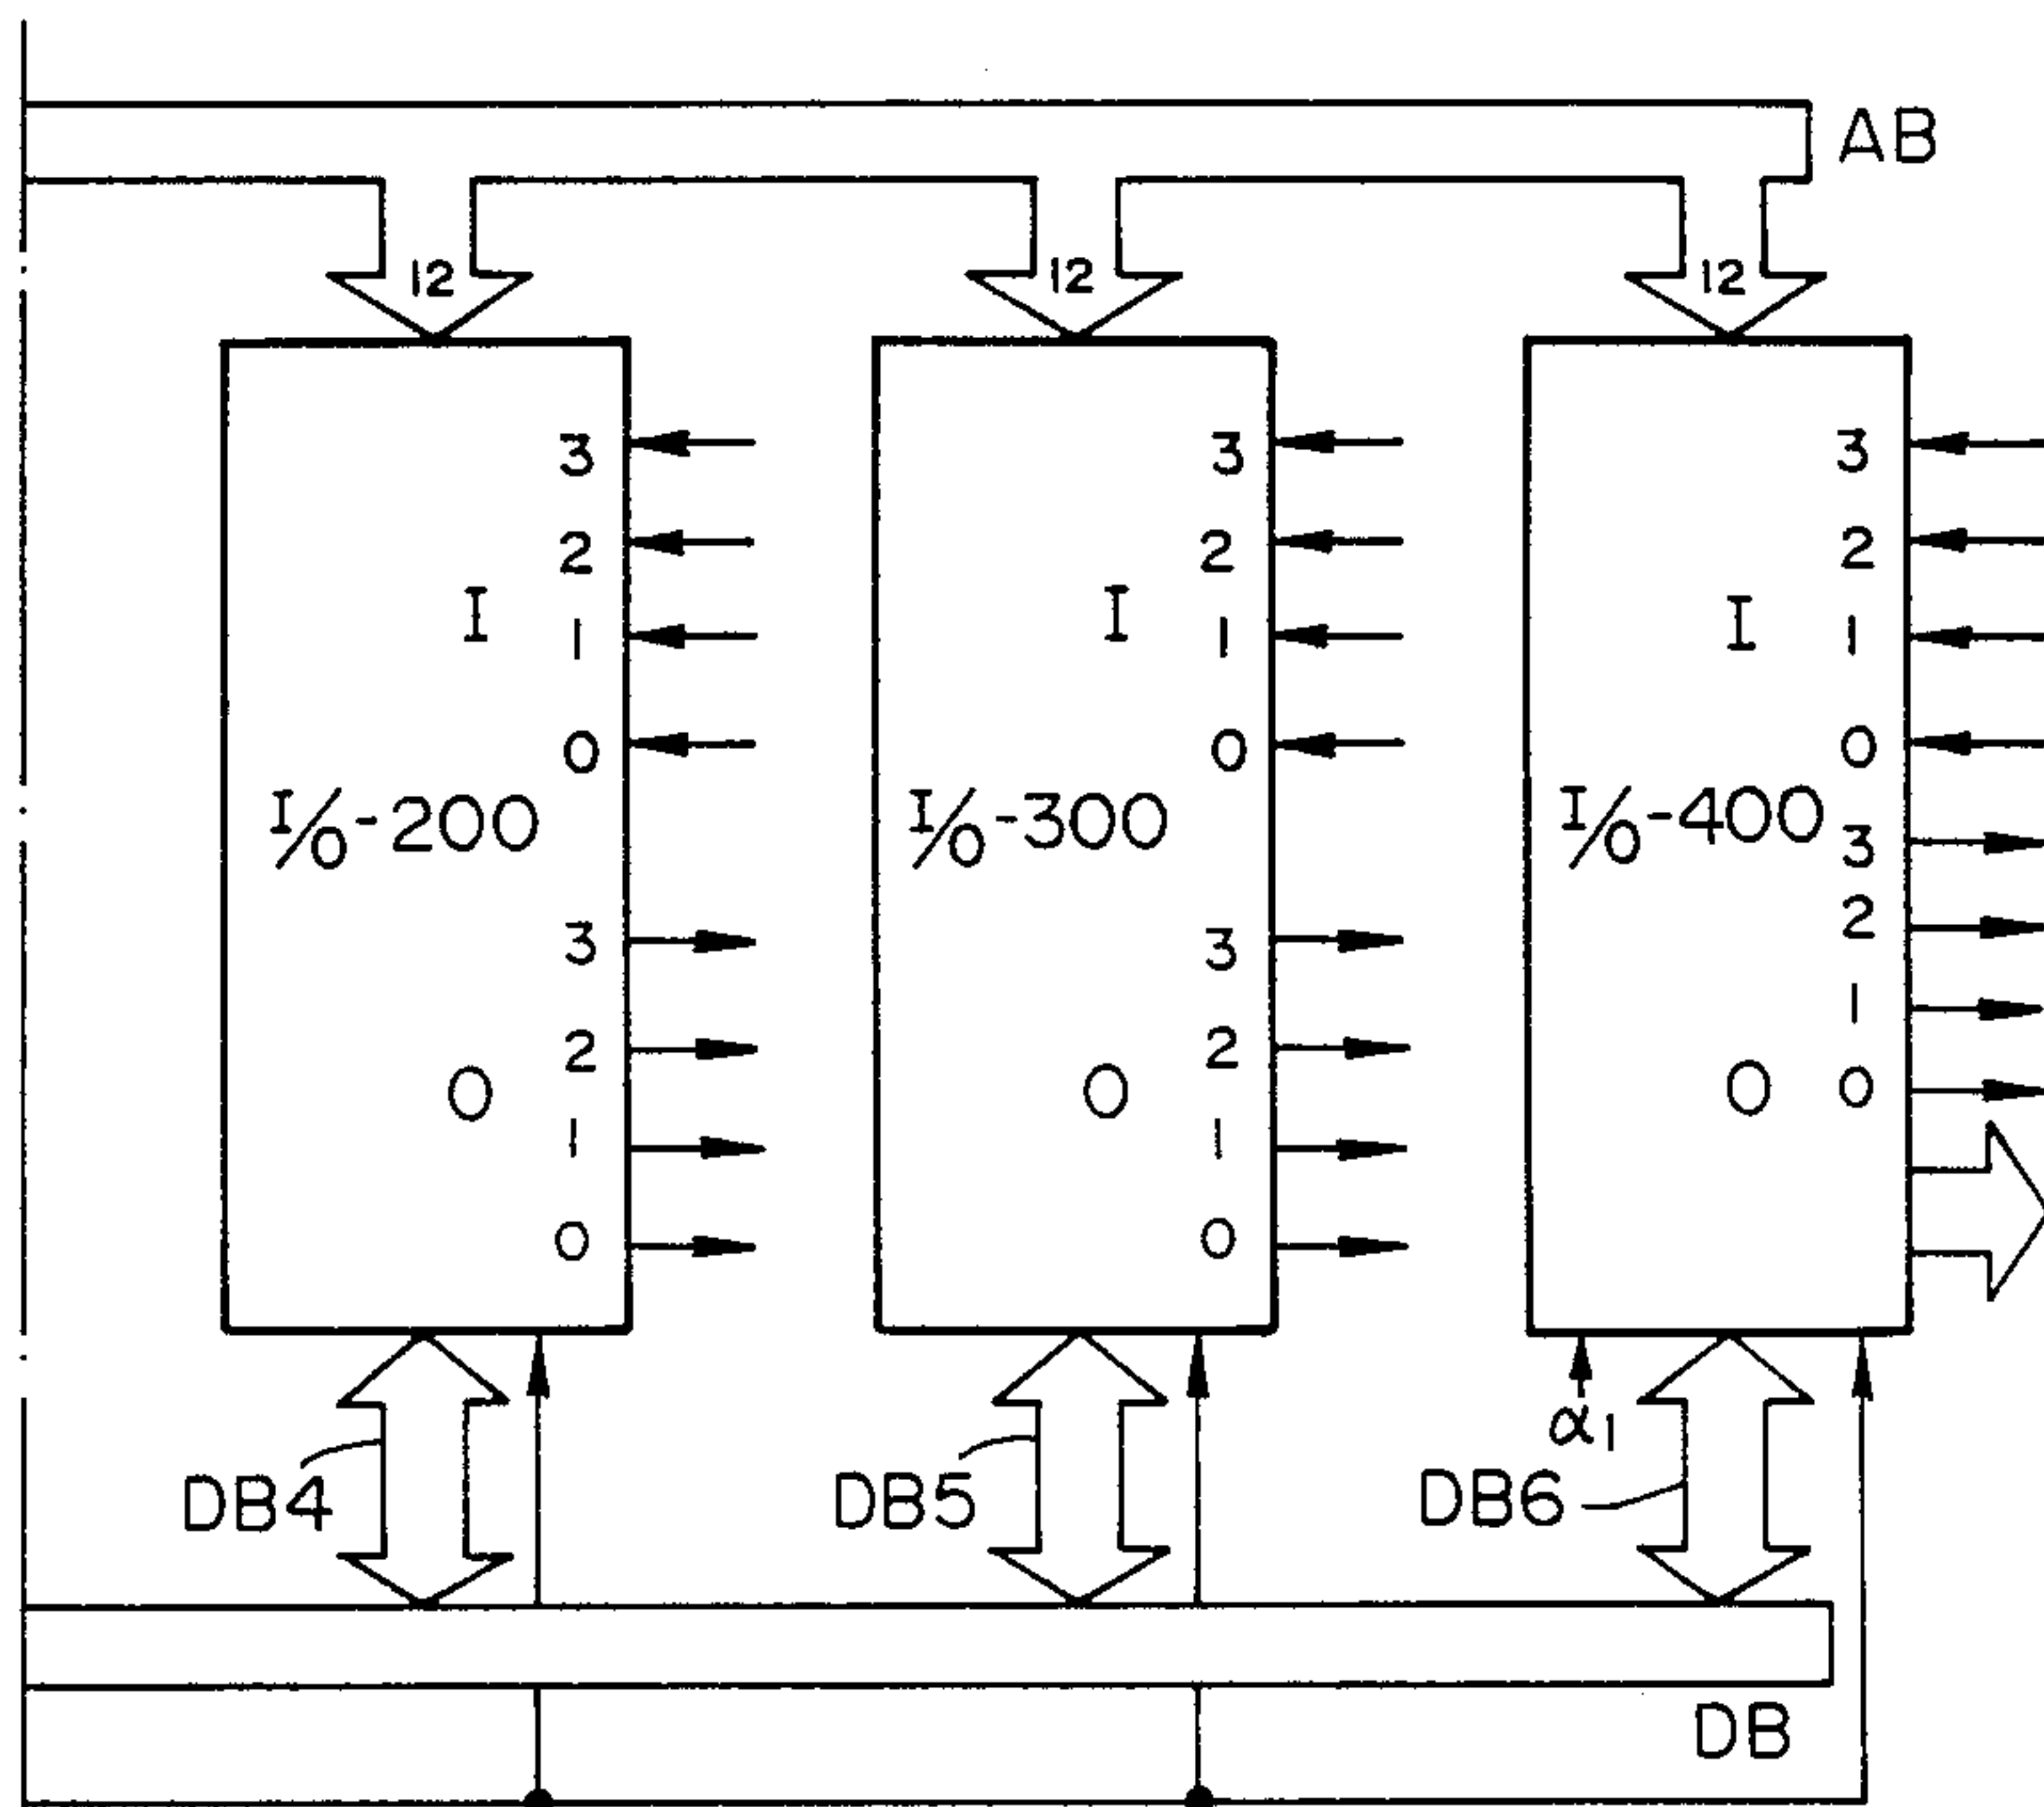 AB
12 12 12
3 3 3
2 2 2
I 1 I 1 I 1
0 0 0
I/O-200 I/O-300 I/O-400
3 3 3
2 2 2
1 1 1
O O O
0 0 0
α1
DB4 DB5 DB6
DB